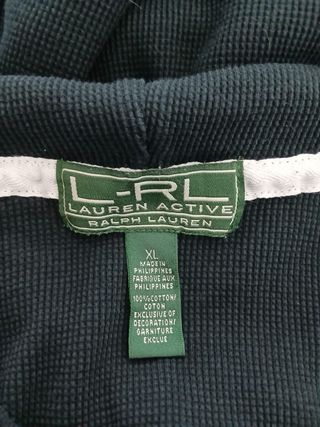 L-RL
LAUREN ACTIVE
RALPH LAUREN
XL
MADE IN
PHILIPPINES
FABRIQUE AUX
PHILIPPINES
100%COTTON/
COTON
EXCLUSIVE OF
DECORATION/
GARNITURE
EXCLUE